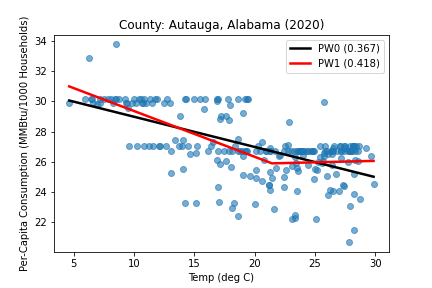 County: Autauga, Alabama (2020)
Per-Capita Consumption (MMBtu/1000 Households)
34
32
30
28
26
24
22
PW0 (0.367)
PW1 (0.418)
5
10
15
20
25
30
Temp (deg C)